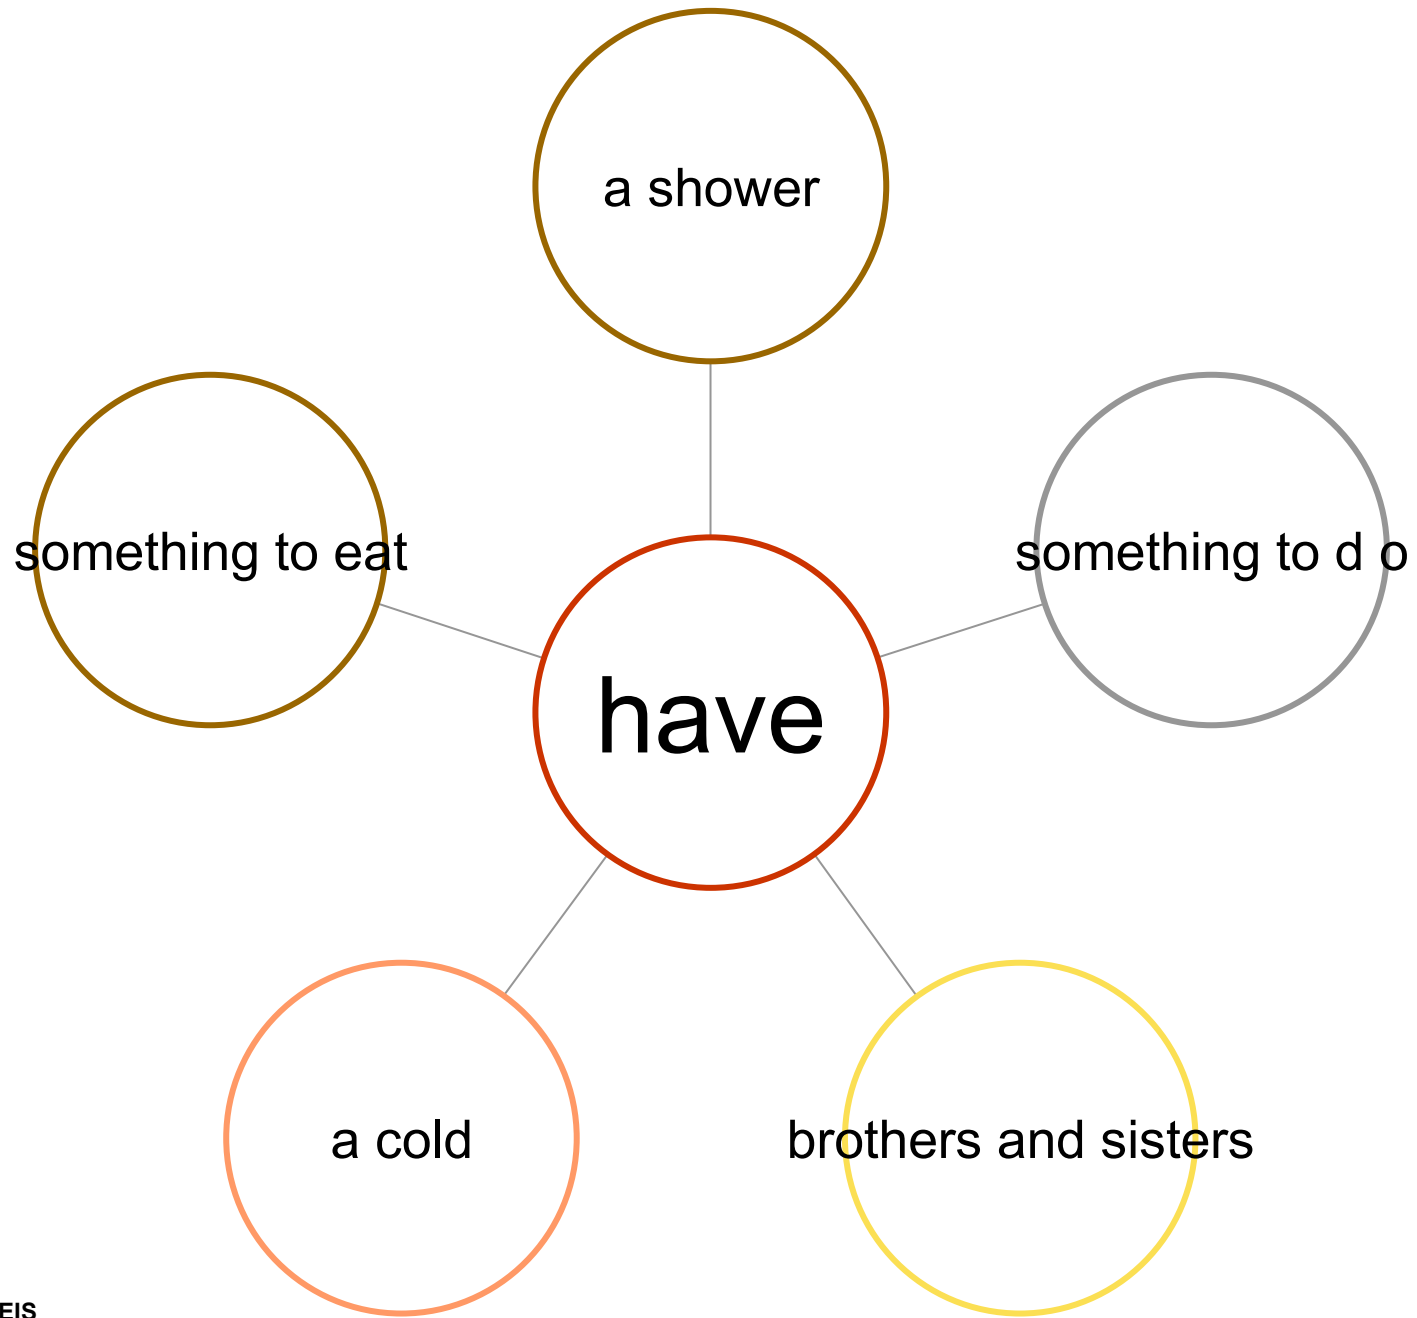 a shower
something to eat
something to d o
have
a cold
brothers and sisters
EIS